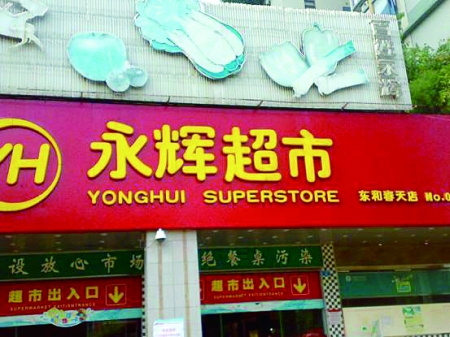 YH
永辉超市
YONGHUI SUPERSTORE
东和春天店 No.0
设放心市场
绝餐桌污染
超市出入口
SUPERMARKET EXIT/ENTRANCE
超市出入口
SUPERMARKET EXIT/ENTRANCE